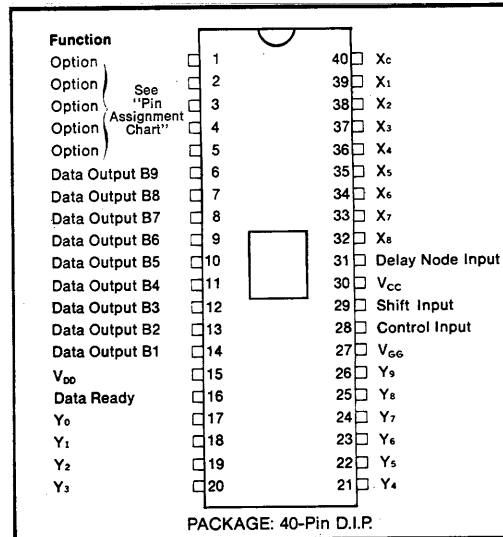 Function
Option 1 40 Xc
Option 2 39 X1
Option 3 38 X2
Option 4 37 X3
Option 5 36 X4
See
"Pin
Assignment
Chart"
Data Output B9 6 35 X5
Data Output B8 7 34 X6
Data Output B7 8 33 X7
Data Output B6 9 32 X8
Data Output B5 10 31 Delay Node Input
Data Output B4 11 30 VCC
Data Output B3 12 29 Shift Input
Data Output B2 13 28 Control Input
Data Output B1 14 27 VGG
VDD 15 26 Y9
Data Ready 16 25 Y8
Y0 17 24 Y7
Y1 18 23 Y6
Y2 19 22 Y5
Y3 20 21 Y4
PACKAGE: 40-Pin D.I.P.